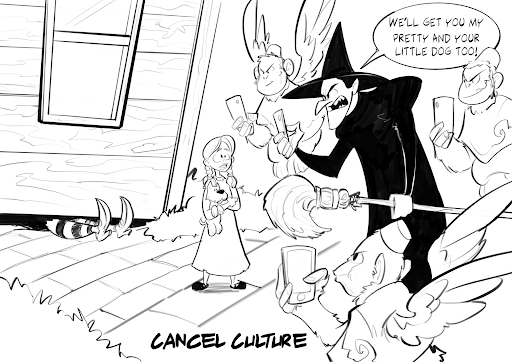 WE'LL GET YOU MY
PRETTY AND YOUR
LITTLE DOG TOO!
CANCEL CULTURE